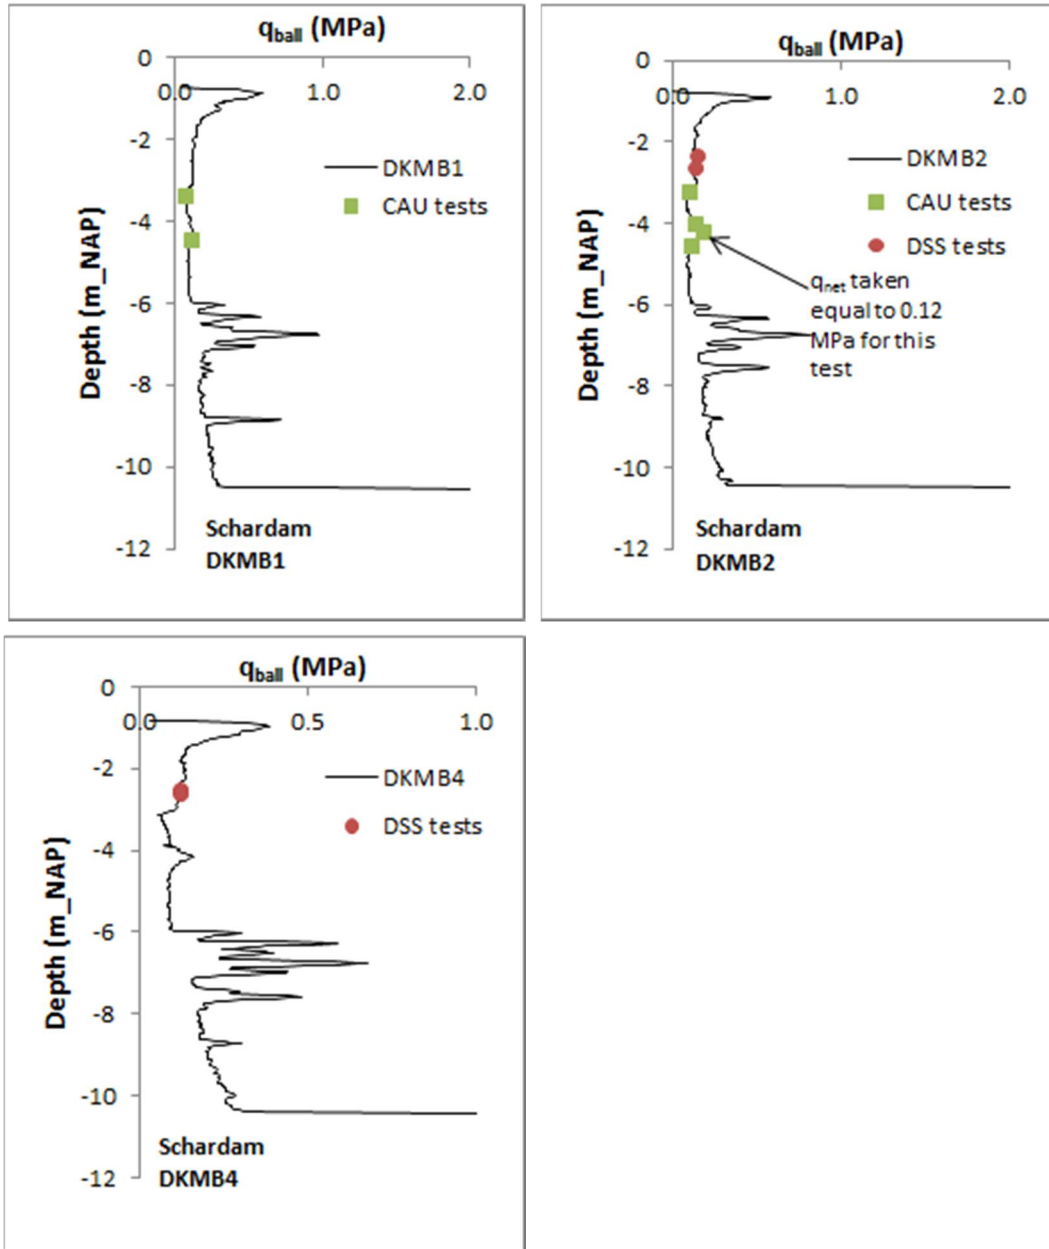 q_ball (MPa)
0
0.0 1.0 2.0
-2
DKMB1
CAU tests
-4
-6
-8
-10
-12
Depth (m_NAP)
Schardam
DKMB1
q_ball (MPa)
0
0.0 1.0 2.0
-2
DKMB2
CAU tests
DSS tests
-4
q_net taken
equal to 0.12
MPa for this
test
-6
-8
-10
-12
Depth (m_NAP)
Schardam
DKMB2
q_ball (MPa)
0
0.0 0.5 1.0
-2
DKMB4
DSS tests
-4
-6
-8
-10
-12
Depth (m_NAP)
Schardam
DKMB4